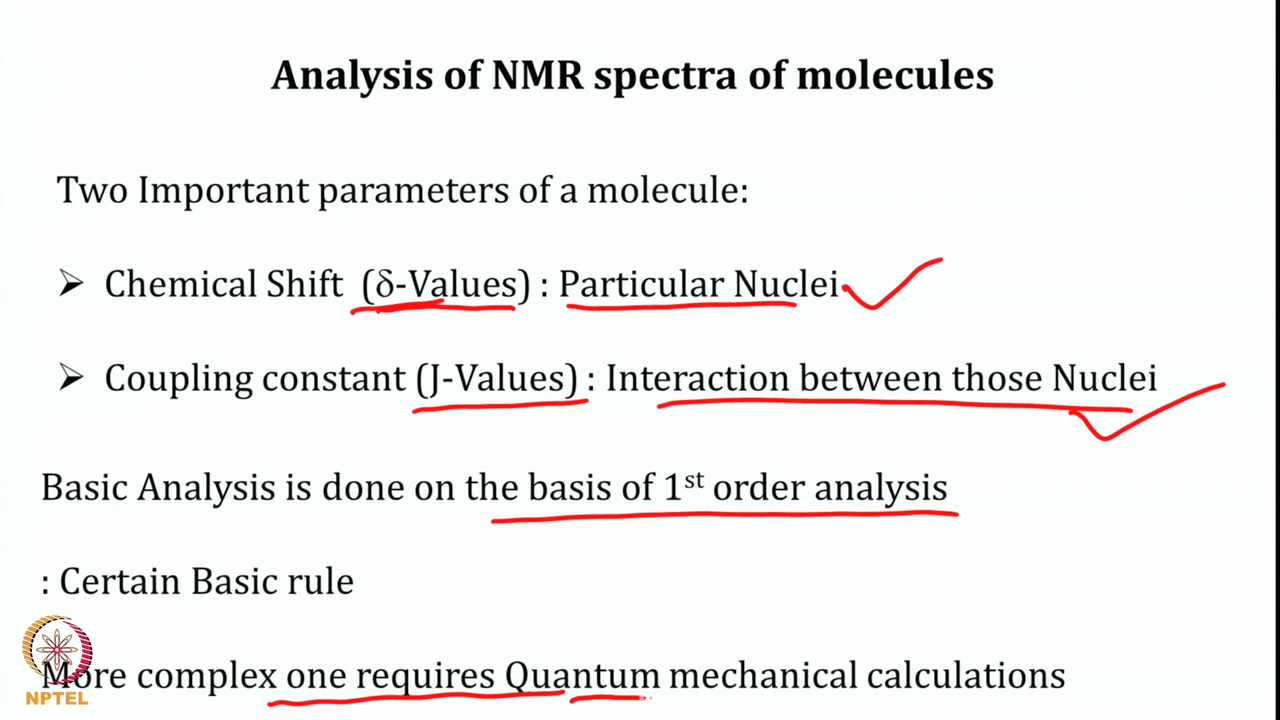 Analysis of NMR spectra of molecules
Two Important parameters of a molecule:
➢ Chemical Shift (δ-Values) : Particular Nuclei
➢ Coupling constant (J-Values) : Interaction between those Nuclei
Basic Analysis is done on the basis of 1st order analysis
: Certain Basic rule
More complex one requires Quantum mechanical calculations
NPTEL